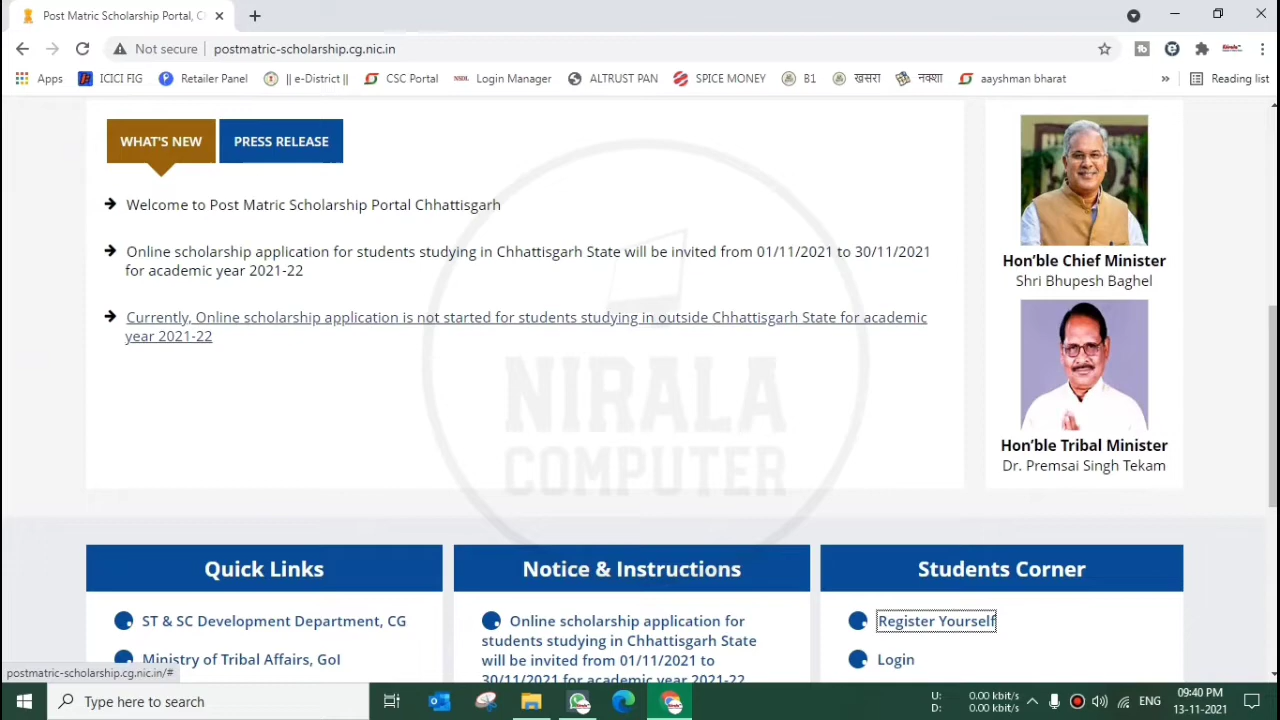 Post Matric Scholarship Portal, C
Not secure
postmatric-scholarship.cg.nic.in
Apps
ICICI FIG
Retailer Panel
|| e-District ||
CSC Portal
Login Manager
ALTRUST PAN
SPICE MONEY
B1
खसरा
नक्शा
aayshman bharat
Reading list
WHAT'S NEW
PRESS RELEASE
Welcome to Post Matric Scholarship Portal Chhattisgarh
Online scholarship application for students studying in Chhattisgarh State will be invited from 01/11/2021 to 30/11/2021
for academic year 2021-22
Currently, Online scholarship application is not started for students studying in outside Chhattisgarh State for academic
year 2021-22
NIRALA
COMPUTER
Hon'ble Chief Minister
Shri Bhupesh Baghel
Hon'ble Tribal Minister
Dr. Premsai Singh Tekam
Quick Links
ST & SC Development Department, CG
Ministry of Tribal Affairs, GoI
Notice & Instructions
Online scholarship application for
students studying in Chhattisgarh State
will be invited from 01/11/2021 to
30/11/2021 for academic year 2021-22
Students Corner
Register Yourself
Login
postmatric-scholarship.cg.nic.in/#
Type here to search
U: 0.00 kbit/s
D: 0.00 kbit/s
ENG
09:40 PM
13-11-2021